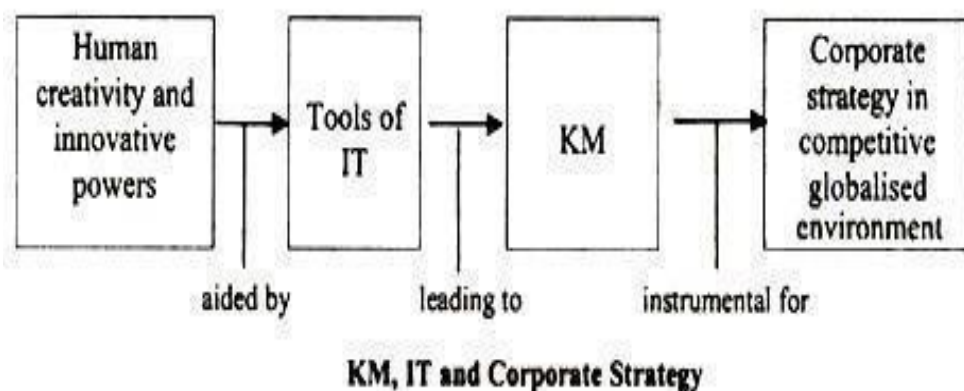 Human
creativity and
innovative
powers
Tools of
IT
KM
Corporate
strategy in
competitive
globalised
environment
aided by
leading to
instrumental for
KM, IT and Corporate Strategy